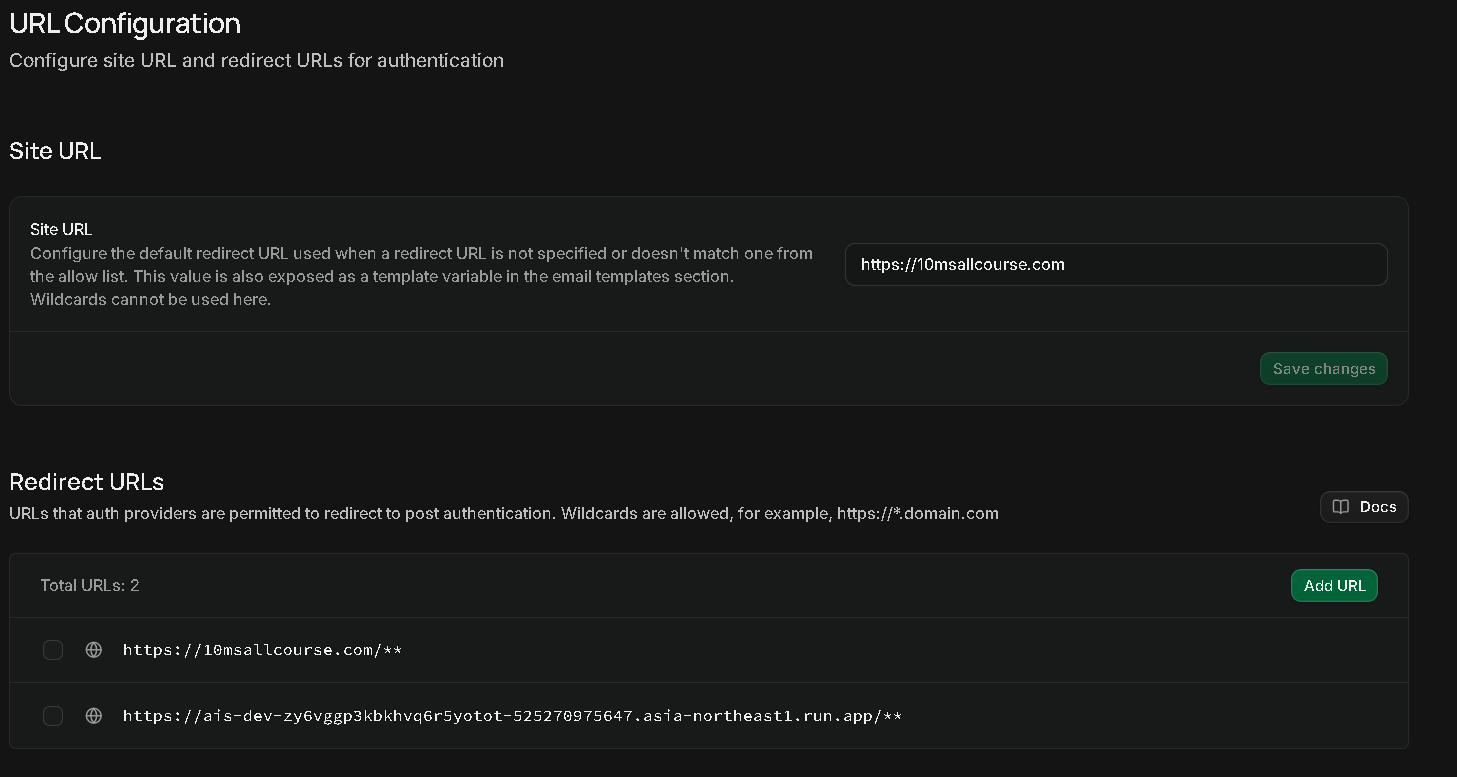 URL Configuration
Configure site URL and redirect URLs for authentication
Site URL
Site URL
Configure the default redirect URL used when a redirect URL is not specified or doesn't match one from
the allow list. This value is also exposed as a template variable in the email templates section.
Wildcards cannot be used here.
https://10msallcourse.com
Save changes
Redirect URLs
URLs that auth providers are permitted to redirect to post authentication. Wildcards are allowed, for example, https://*.domain.com
Docs
Total URLs: 2
Add URL
https://10msallcourse.com/**
https://ais-dev-zy6vggp3kbkhvq6r5yotot-525270975647.asia-northeast1.run.app/**